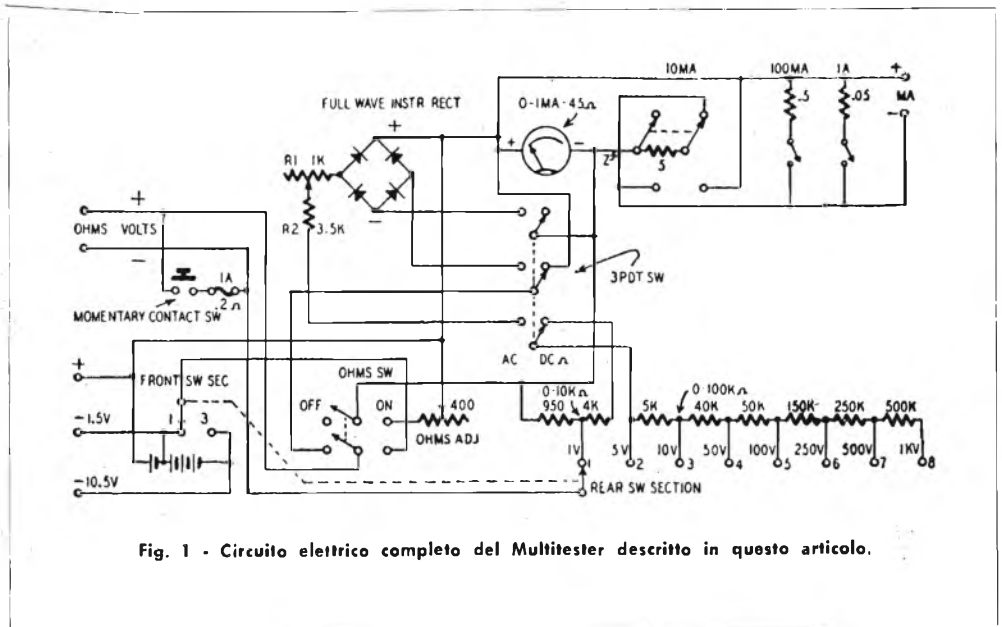 10MA 100MA 1A +
FULL WAVE INSTR RECT 0-1MA-45Ω .5 .05 MA
+ + - -
R1 1K 5
-
+ R2 3.5K
OHMS VOLTS
- 1A 3PDT SW
.2Ω
MOMENTARY CONTACT SW
AC DCΩ
+ FRONT SW SEC OHMS SW 0-10KΩ 0-100KΩ
OFF ON 400 950 4K 5K 40K 50K 150K 250K 500K
-1.5V 1 3 OHMS ADJ
1V 5V 10V 50V 100V 250V 500V 1KV
1 2 3 4 5 6 7 8
-10.5V REAR SW SECTION
Fig. 1 - Circuito elettrico completo del Multitester descritto in questo articolo.